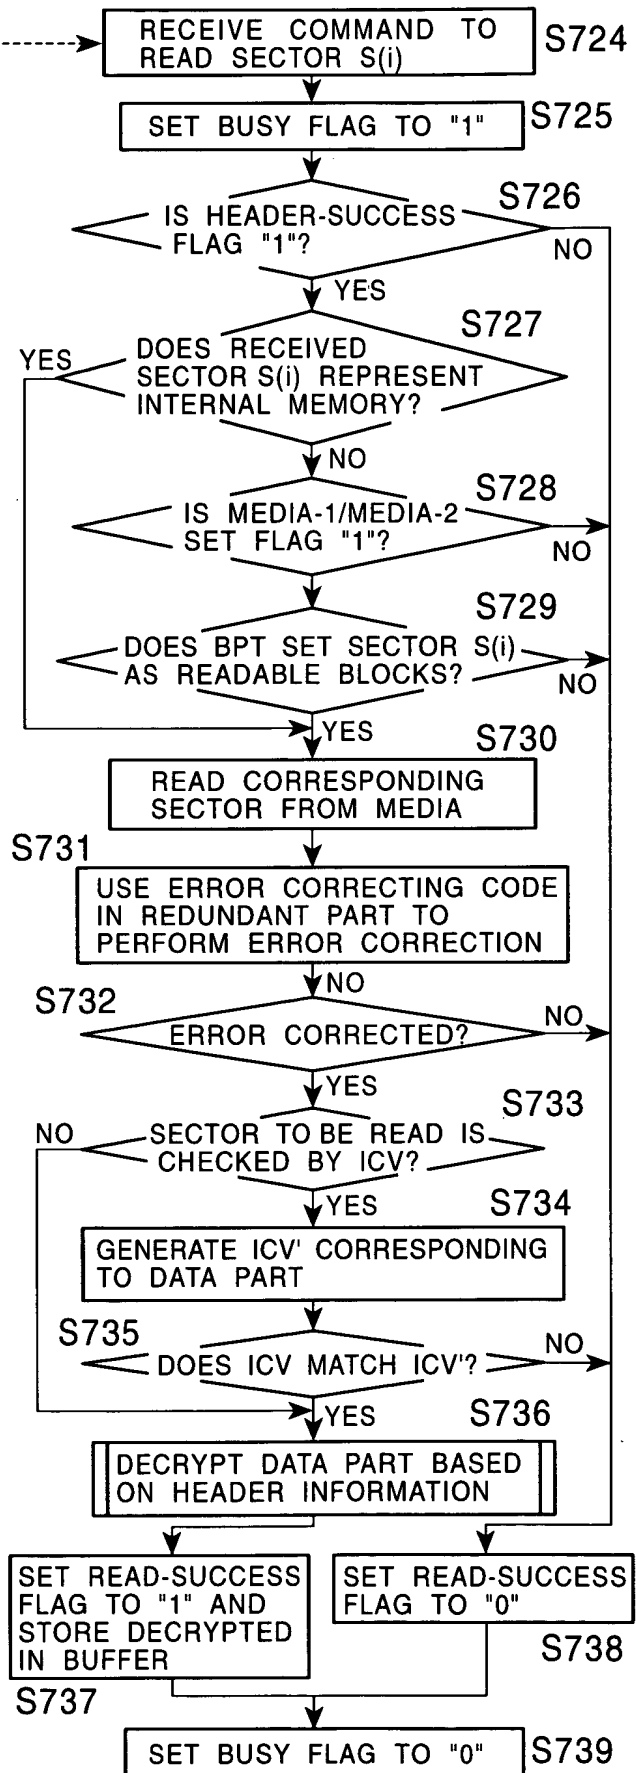 RECEIVE COMMAND TO
READ SECTOR S(i)
S724
SET BUSY FLAG TO "1"
S725
S726
IS HEADER-SUCCESS
FLAG "1"?
NO
YES
S727
YES
DOES RECEIVED
SECTOR S(i) REPRESENT
INTERNAL MEMORY?
NO
S728
IS MEDIA-1/MEDIA-2
SET FLAG "1"?
NO
S729
DOES BPT SET SECTOR S(i)
AS READABLE BLOCKS?
NO
YES
S730
READ CORRESPONDING
SECTOR FROM MEDIA
S731
USE ERROR CORRECTING CODE
IN REDUNDANT PART TO
PERFORM ERROR CORRECTION
NO
S732
ERROR CORRECTED?
NO
YES
S733
NO
SECTOR TO BE READ IS
CHECKED BY ICV?
YES
S734
GENERATE ICV' CORRESPONDING
TO DATA PART
S735
DOES ICV MATCH ICV'?
NO
YES
S736
DECRYPT DATA PART BASED
ON HEADER INFORMATION
SET READ-SUCCESS
FLAG TO "1" AND
STORE DECRYPTED
IN BUFFER
S737
SET READ-SUCCESS
FLAG TO "0"
S738
SET BUSY FLAG TO "0"
S739